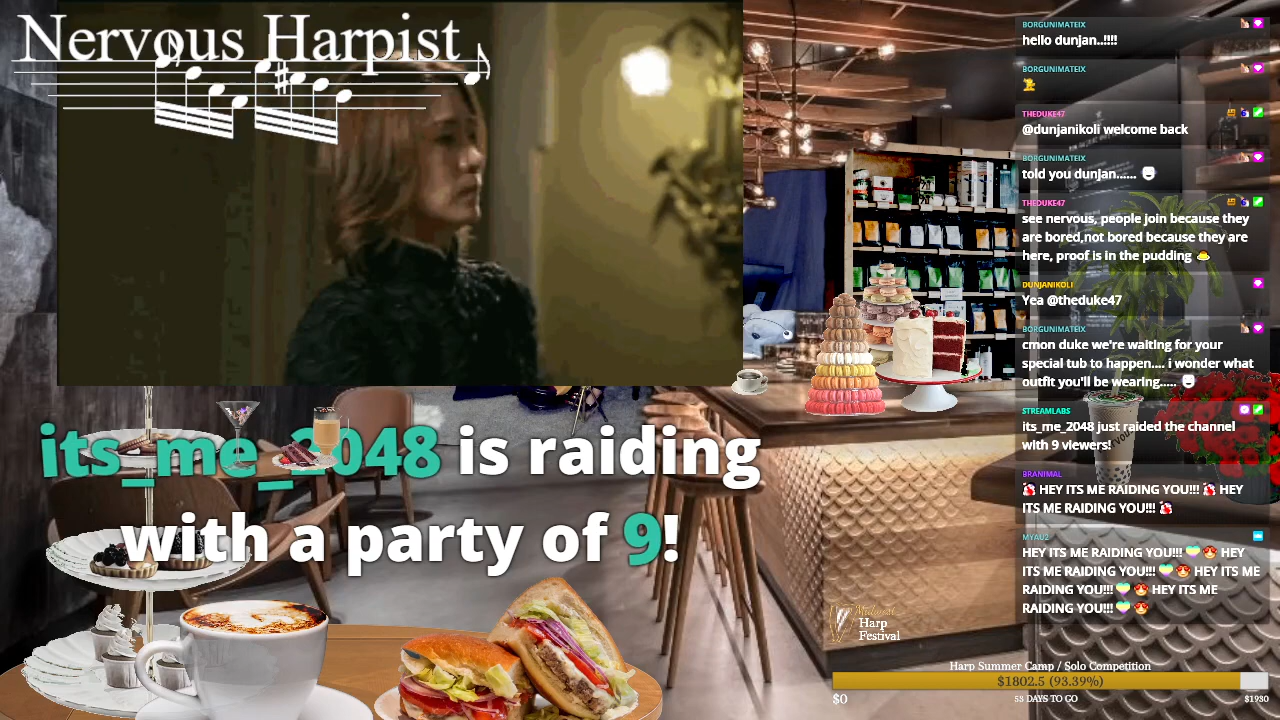 Nervous Harpist
its_me_2048 is raiding
with a party of 9!
BORGUNIMATEIX
hello dunjan..!!!!
BORGUNIMATEIX
THEDUKE47
@dunjanikoli welcome back
BORGUNIMATEIX
told you dunjan......
THEDUKE47
see nervous, people join because they
are bored,not bored because they are
here, proof is in the pudding
DUNJANIKOLI
Yea @theduke47
BORGUNIMATEIX
cmon duke we're waiting for your
special tub to happen.... i wonder what
outfit you'll be wearing.....
STREAMLABS
its_me_2048 just raided the channel
with 9 viewers!
BRANIMAL
HEY ITS ME RAIDING YOU!!! HEY
ITS ME RAIDING YOU!!!
MYAU2
HEY ITS ME RAIDING YOU!!! HEY
ITS ME RAIDING YOU!!! HEY ITS ME
RAIDING YOU!!! HEY ITS ME
RAIDING YOU!!!
Midwest
Harp
Festival
Harp Summer Camp / Solo Competition
$1802.5 (93.39%)
$0
53 DAYS TO GO
$1930